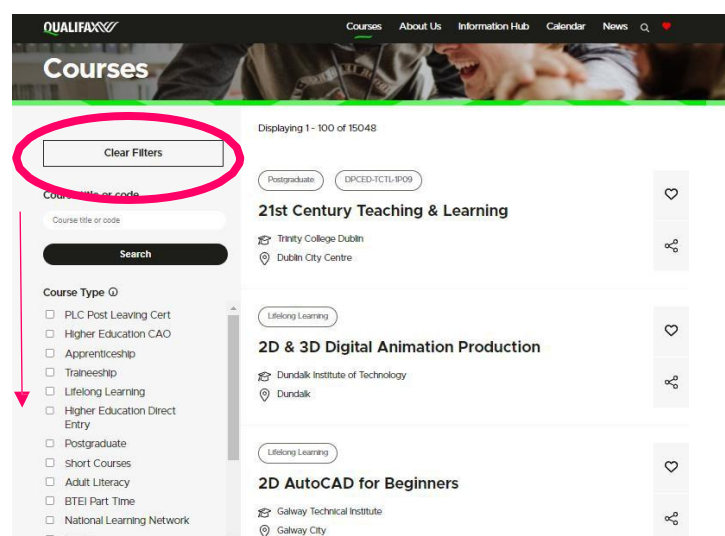 QUALIFAX
Courses About Us Information Hub Calendar News
Courses
Displaying 1 - 100 of 15048
Clear Filters
Course title or code
Course title or code
Search
Course Type
PLC Post Leaving Cert
Higher Education CAO
Apprenticeship
Traineeship
Lifelong Learning
Higher Education Direct
Entry
Postgraduate
Short Courses
Adult Literacy
BTEI Part Time
National Learning Network
Postgraduate DPCED-TCTL-1P09
21st Century Teaching & Learning
Trinity College Dublin
Dublin City Centre
Lifelong Learning
2D & 3D Digital Animation Production
Dundalk Institute of Technology
Dundalk
Lifelong Learning
2D AutoCAD for Beginners
Galway Technical Institute
Galway City